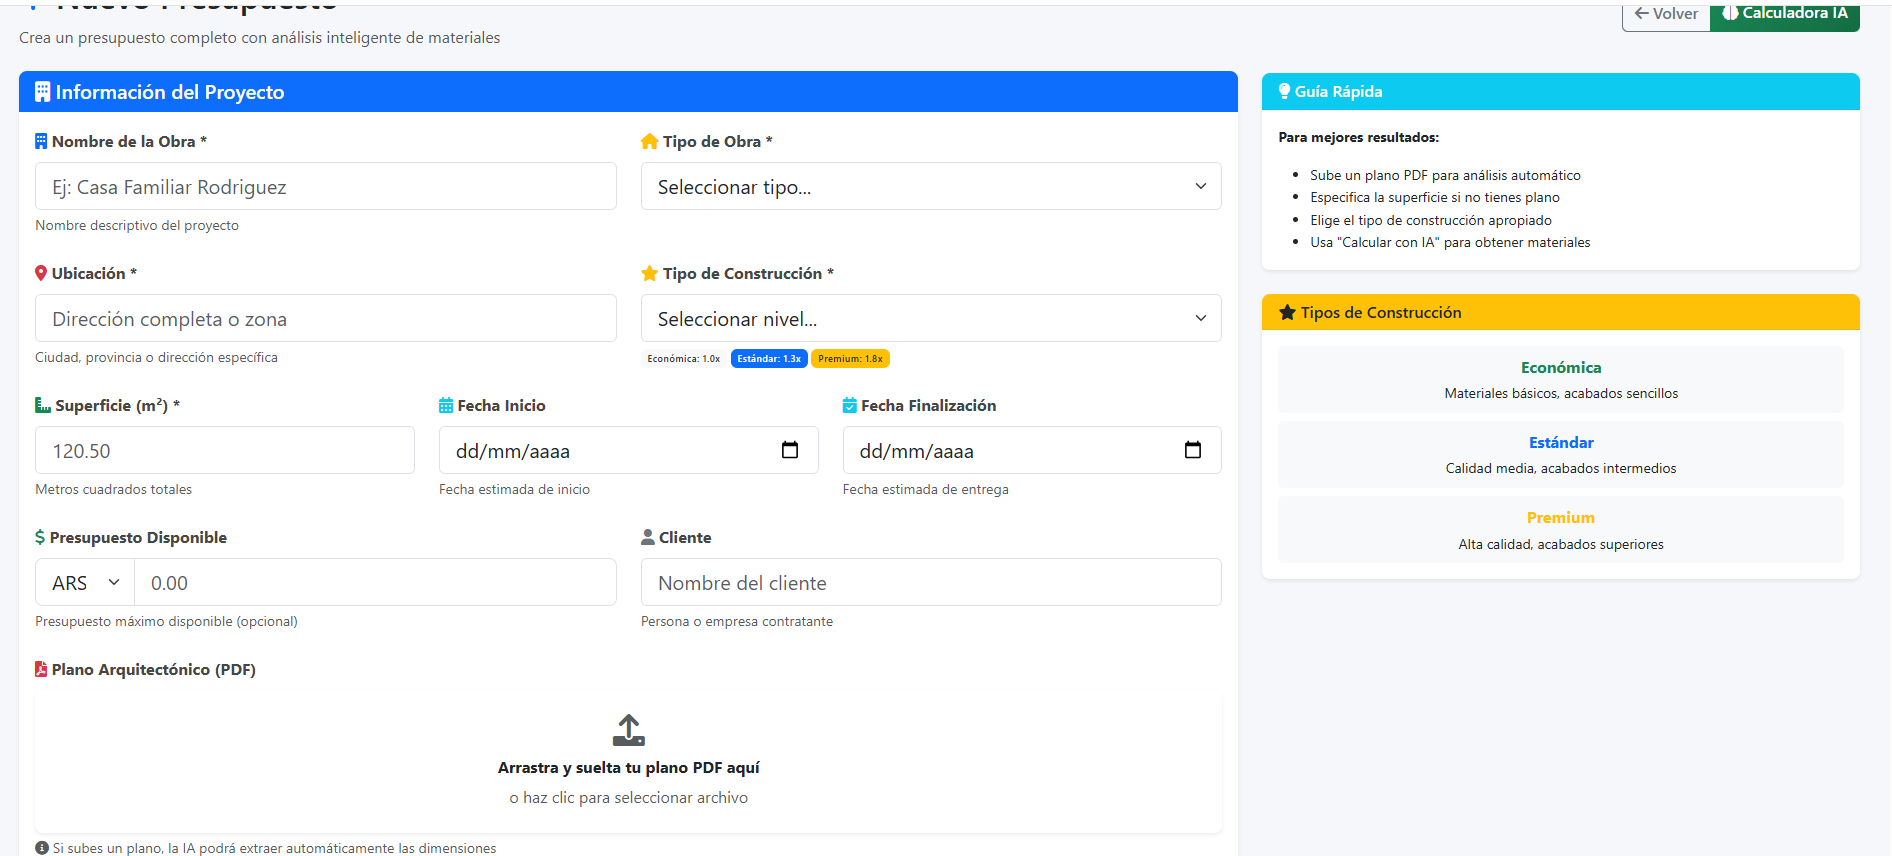 Nuevo Presupuesto
Crea un presupuesto completo con análisis inteligente de materiales
Volver
Calculadora IA
Información del Proyecto
Nombre de la Obra *
Ej: Casa Familiar Rodriguez
Nombre descriptivo del proyecto
Tipo de Obra *
Seleccionar tipo...
Ubicación *
Dirección completa o zona
Ciudad, provincia o dirección específica
Tipo de Construcción *
Seleccionar nivel...
Económica: 1.0x Estándar: 1.3x Premium: 1.8x
Superficie (m²) *
120.50
Metros cuadrados totales
Fecha Inicio
dd/mm/aaaa
Fecha estimada de inicio
Fecha Finalización
dd/mm/aaaa
Fecha estimada de entrega
$ Presupuesto Disponible
ARS 0.00
Presupuesto máximo disponible (opcional)
Cliente
Nombre del cliente
Persona o empresa contratante
Plano Arquitectónico (PDF)
Arrastra y suelta tu plano PDF aquí
o haz clic para seleccionar archivo
Si subes un plano, la IA podrá extraer automáticamente las dimensiones
Guía Rápida
Para mejores resultados:
Sube un plano PDF para análisis automático
Especifica la superficie si no tienes plano
Elige el tipo de construcción apropiado
Usa "Calcular con IA" para obtener materiales
Tipos de Construcción
Económica
Materiales básicos, acabados sencillos
Estándar
Calidad media, acabados intermedios
Premium
Alta calidad, acabados superiores